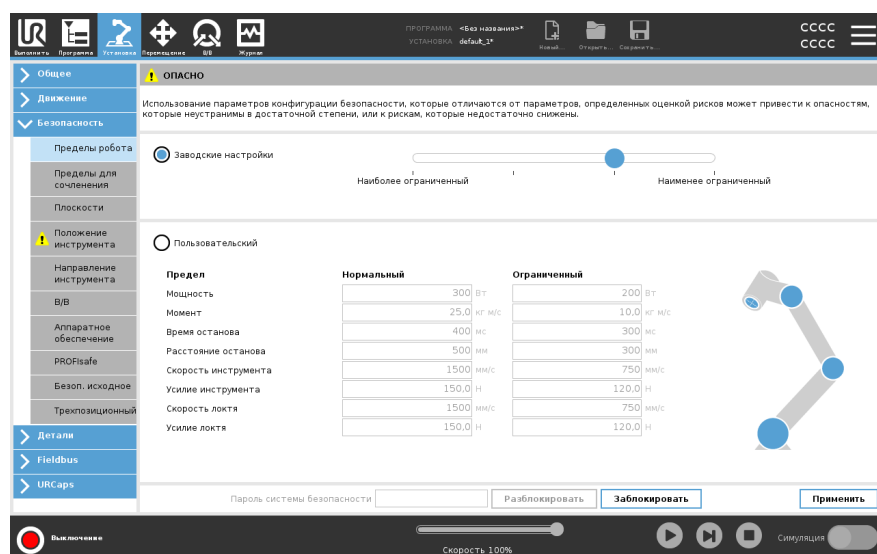 ПРОГРАММА <Без названия>*
УСТАНОВКА default_1*
Выполнить
Программа
Установка
Перемещение
В/В
Журнал
Новый...
Открыть...
Сохранить...
cccc
cccc
Общее
Движение
Безопасность
Пределы робота
Пределы для
сочленения
Плоскости
Положение
инструмента
Направление
инструмента
В/В
Аппаратное
обеспечение
PROFIsafe
Безоп. исходное
Трехпозиционный
Детали
Fieldbus
URCaps
ОПАСНО
Использование параметров конфигурации безопасности, которые отличаются от параметров, определенных оценкой рисков может привести к опасностям,
которые неустранимы в достаточной степени, или к рискам, которые недостаточно снижены.
Заводские настройки
Наиболее ограниченный
Наименее ограниченный
Пользовательский
Предел Нормальный Ограниченный
Мощность 300 Вт 200 Вт
Момент 25,0 кг м/с 10,0 кг м/с
Время останова 400 мс 300 мс
Расстояние останова 500 мм 300 мм
Скорость инструмента 1500 мм/с 750 мм/с
Усилие инструмента 150,0 Н 120,0 Н
Скорость локтя 1500 мм/с 750 мм/с
Усилие локтя 150,0 Н 120,0 Н
Пароль системы безопасности Разблокировать Заблокировать Применить
Выключение
Скорость 100%
Симуляция